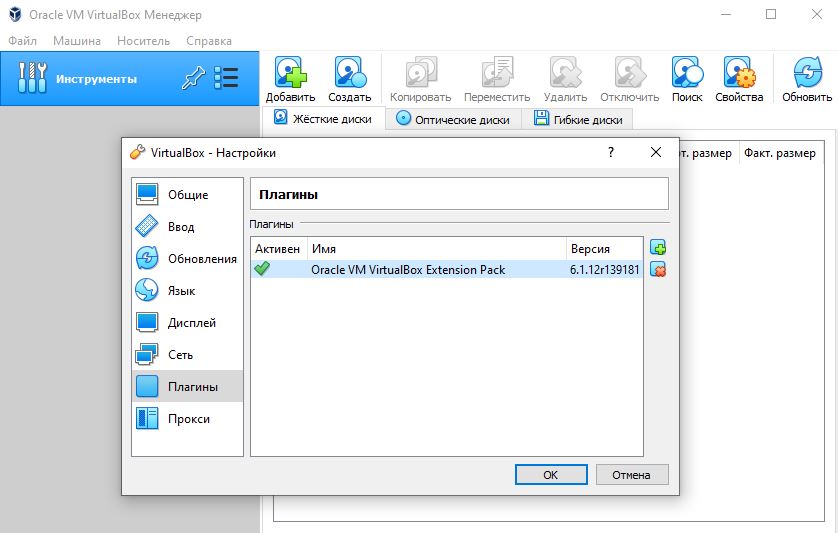 Oracle VM VirtualBox Менеджер
Файл Машина Носитель Справка
Инструменты
Добавить Создать Копировать Переместить Удалить Отключить Поиск Свойства Обновить
Жёсткие диски Оптические диски Гибкие диски
размер Факт. размер
VirtualBox - Настройки ?
Общие
Ввод
Обновления
Язык
Дисплей
Сеть
Плагины
Прокси
Плагины
Плагины
Активен Имя Версия
Oracle VM VirtualBox Extension Pack 6.1.12r139181
OK Отмена